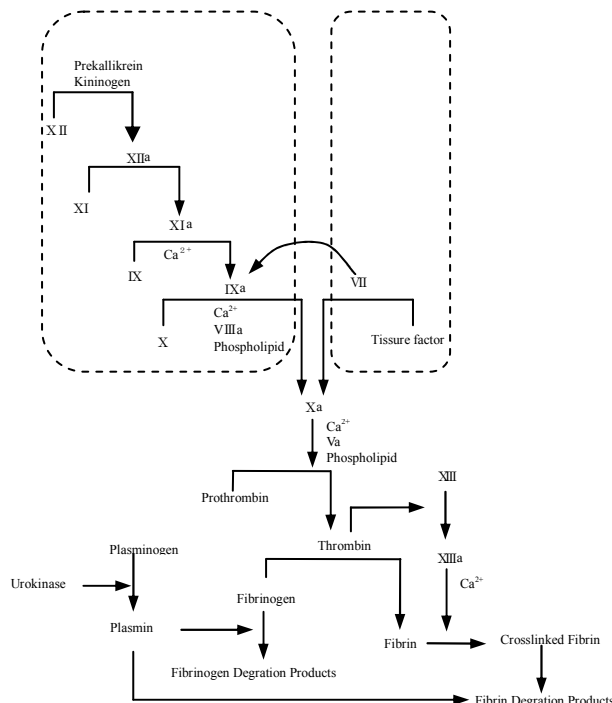 Prekallikrein
Kininogen
XII
XIIa
XI
XIa
Ca²⁺
IX
IXa
VII
Ca²⁺
VIIIa
Phospholipid
X
Tissure factor
Xa
Ca²⁺
Va
Phospholipid
XIII
Prothrombin
Thrombin
XIIIa
Plasminogen
Urokinase
Ca²⁺
Fibrinogen
Plasmin
Fibrin
Crosslinked Fibrin
Fibrinogen Degration Products
Fibrin Degration Products